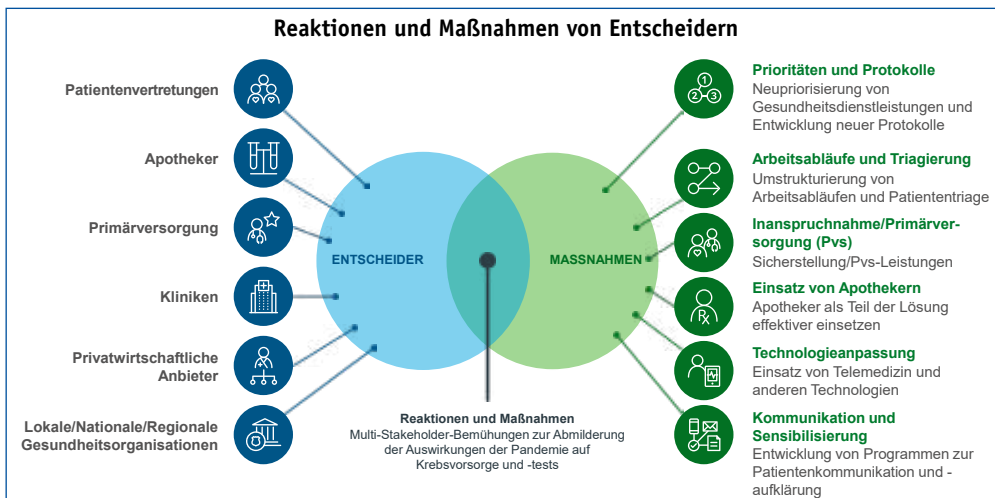 Reaktionen und Maßnahmen von Entscheidern
Patientenvertretungen
Apotheker
Primärversorgung
Kliniken
Privatwirtschaftliche
Anbieter
Lokale/Nationale/Regionale
Gesundheitsorganisationen
ENTSCHEIDER
MASSNAHMEN
Reaktionen und Maßnahmen
Multi-Stakeholder-Bemühungen zur Abmilderung
der Auswirkungen der Pandemie auf
Krebsvorsorge und -tests
1
2 3
Prioritäten und Protokolle
Neupriorisierung von
Gesundheitsdienstleistungen und
Entwicklung neuer Protokolle
Arbeitsabläufe und Triagierung
Umstrukturierung von
Arbeitsabläufen und Patiententriage
Inanspruchnahme/Primärver-
sorgung (Pvs)
Sicherstellung/Pvs-Leistungen
Rx
Einsatz von Apothekern
Apotheker als Teil der Lösung
effektiver einsetzen
Technologieanpassung
Einsatz von Telemedizin und
anderen Technologien
Kommunikation und
Sensibilisierung
Entwicklung von Programmen zur
Patientenkommunikation und -
aufklärung